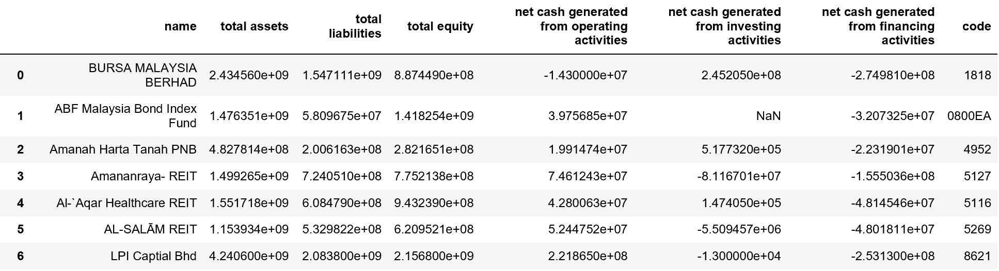 name total assets total liabilities total equity net cash generated from operating activities net cash generated from investing activities net cash generated from financing activities code
0 BURSA MALAYSIA BERHAD 2.434560e+09 1.547111e+09 8.874490e+08 -1.430000e+07 2.452050e+08 -2.749810e+08 1818
1 ABF Malaysia Bond Index Fund 1.476351e+09 5.809675e+07 1.418254e+09 3.975685e+07 NaN -3.207325e+07 0800EA
2 Amanah Harta Tanah PNB 4.827814e+08 2.006163e+08 2.821651e+08 1.991474e+07 5.177320e+05 -2.231901e+07 4952
3 Amananraya- REIT 1.499265e+09 7.240510e+08 7.752138e+08 7.461243e+07 -8.116701e+07 -1.555036e+08 5127
4 Al-`Aqar Healthcare REIT 1.551718e+09 6.084790e+08 9.432390e+08 4.280063e+07 1.474050e+05 -4.814546e+07 5116
5 AL-SALĀM REIT 1.153934e+09 5.329822e+08 6.209521e+08 5.244752e+07 -5.509457e+06 -4.801811e+07 5269
6 LPI Captial Bhd 4.240600e+09 2.083800e+09 2.156800e+09 2.218650e+08 -1.300000e+04 -2.531300e+08 8621